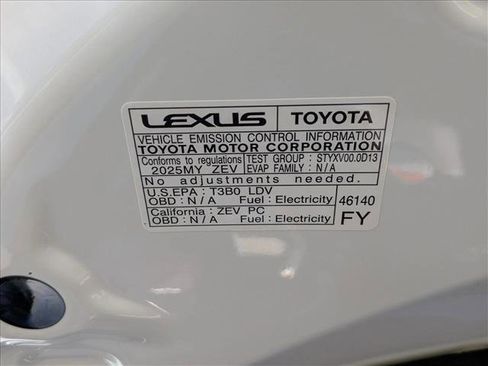 LEXUS TOYOTA
VEHICLE EMISSION CONTROL INFORMATION
TOYOTA MOTOR CORPORATION
Conforms to regulations TEST GROUP : STYXV00.0D13
2025MY ZEV EVAP FAMILY : N/A
No adjustments needed.
U.S.EPA : T3B0 LDV
OBD : N/A Fuel : Electricity 46140
California : ZEV PC
OBD : N/A Fuel : Electricity FY